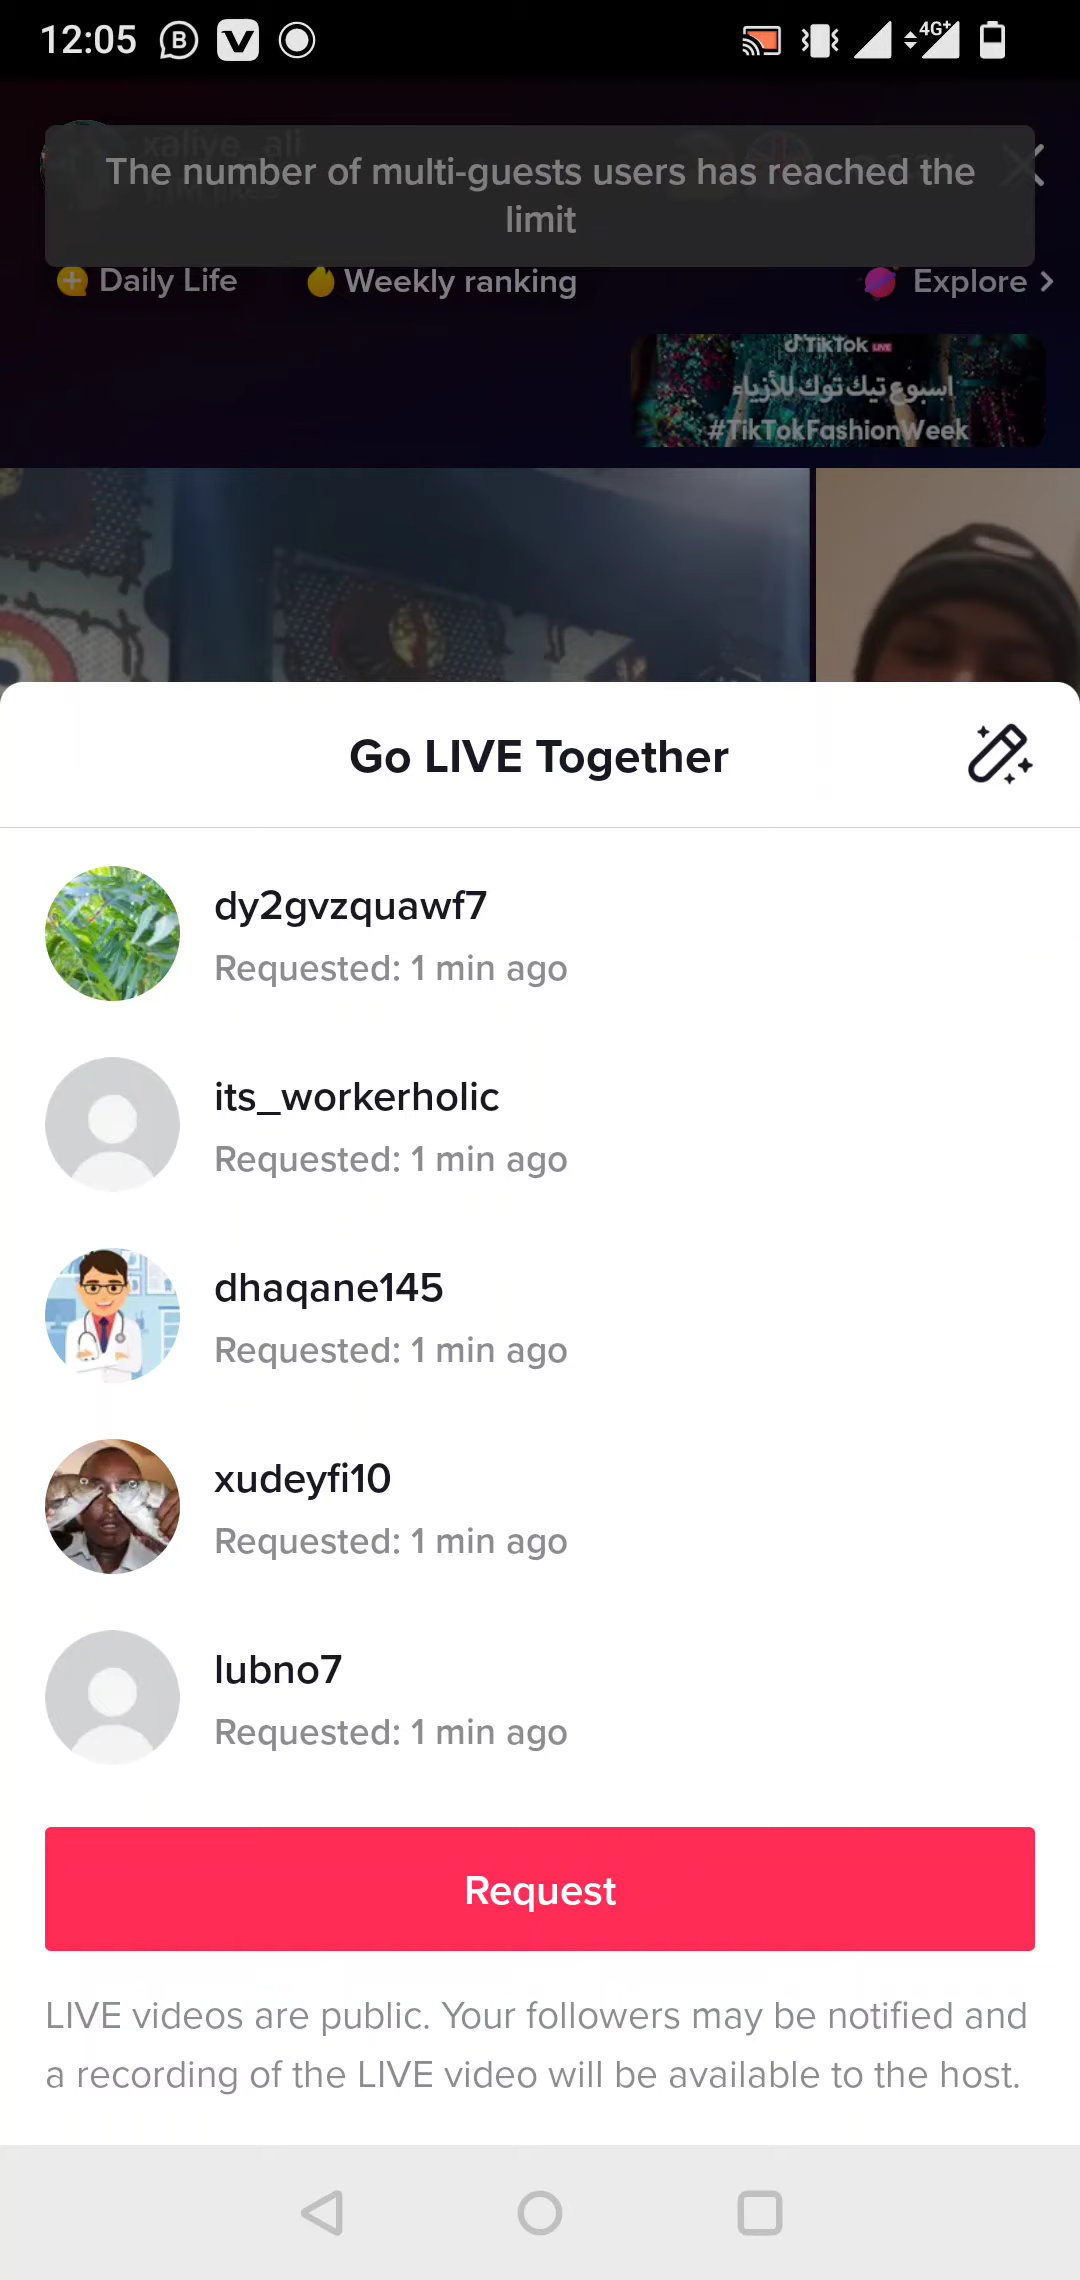 12:05
4G+
xalive_ali
The number of multi-guests users has reached the
limit
Daily Life
Weekly ranking
Explore
TikTok LIVE
اسبوع تيك توك للأزياء
#TikTokFashionWeek
Go LIVE Together
dy2gvzquawf7
Requested: 1 min ago
its_workerholic
Requested: 1 min ago
dhaqane145
Requested: 1 min ago
xudeyfi10
Requested: 1 min ago
lubno7
Requested: 1 min ago
Request
LIVE videos are public. Your followers may be notified and
a recording of the LIVE video will be available to the host.